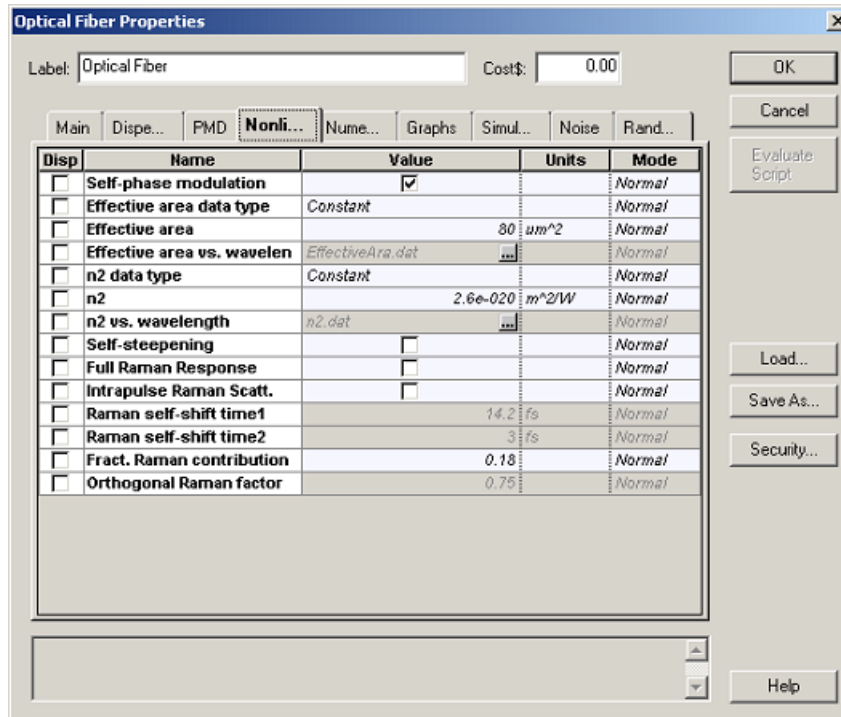 Optical Fiber Properties
Label: Optical Fiber Cost$: 0.00
OK
Cancel
Evaluate Script
Main Dispe... PMD Nonli... Nume... Graphs Simul... Noise Rand...
Disp Name Value Units Mode
Self-phase modulation Normal
Effective area data type Constant Normal
Effective area 80 um^2 Normal
Effective area vs. wavelen EffectiveAra.dat ... Normal
n2 data type Constant Normal
n2 2.6e-020 m^2/W Normal
n2 vs. wavelength n2.dat ... Normal
Self-steepening Normal
Full Raman Response Normal
Intrapulse Raman Scatt. Normal
Raman self-shift time1 14.2 fs Normal
Raman self-shift time2 3 fs Normal
Fract. Raman contribution 0.18 Normal
Orthogonal Raman factor 0.75 Normal
Load...
Save As...
Security...
Help